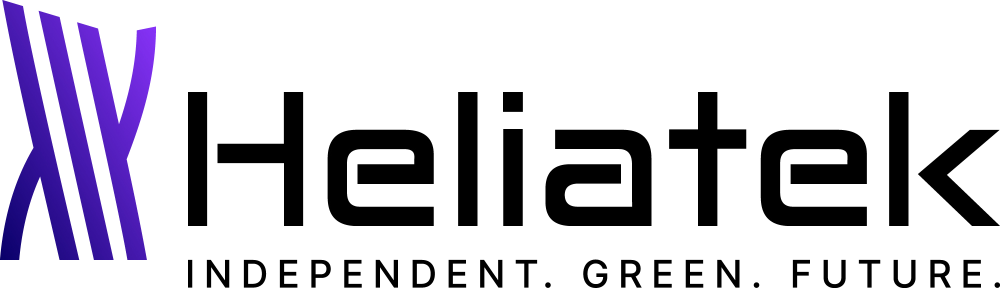 Heliatek
INDEPENDENT. GREEN. FUTURE.